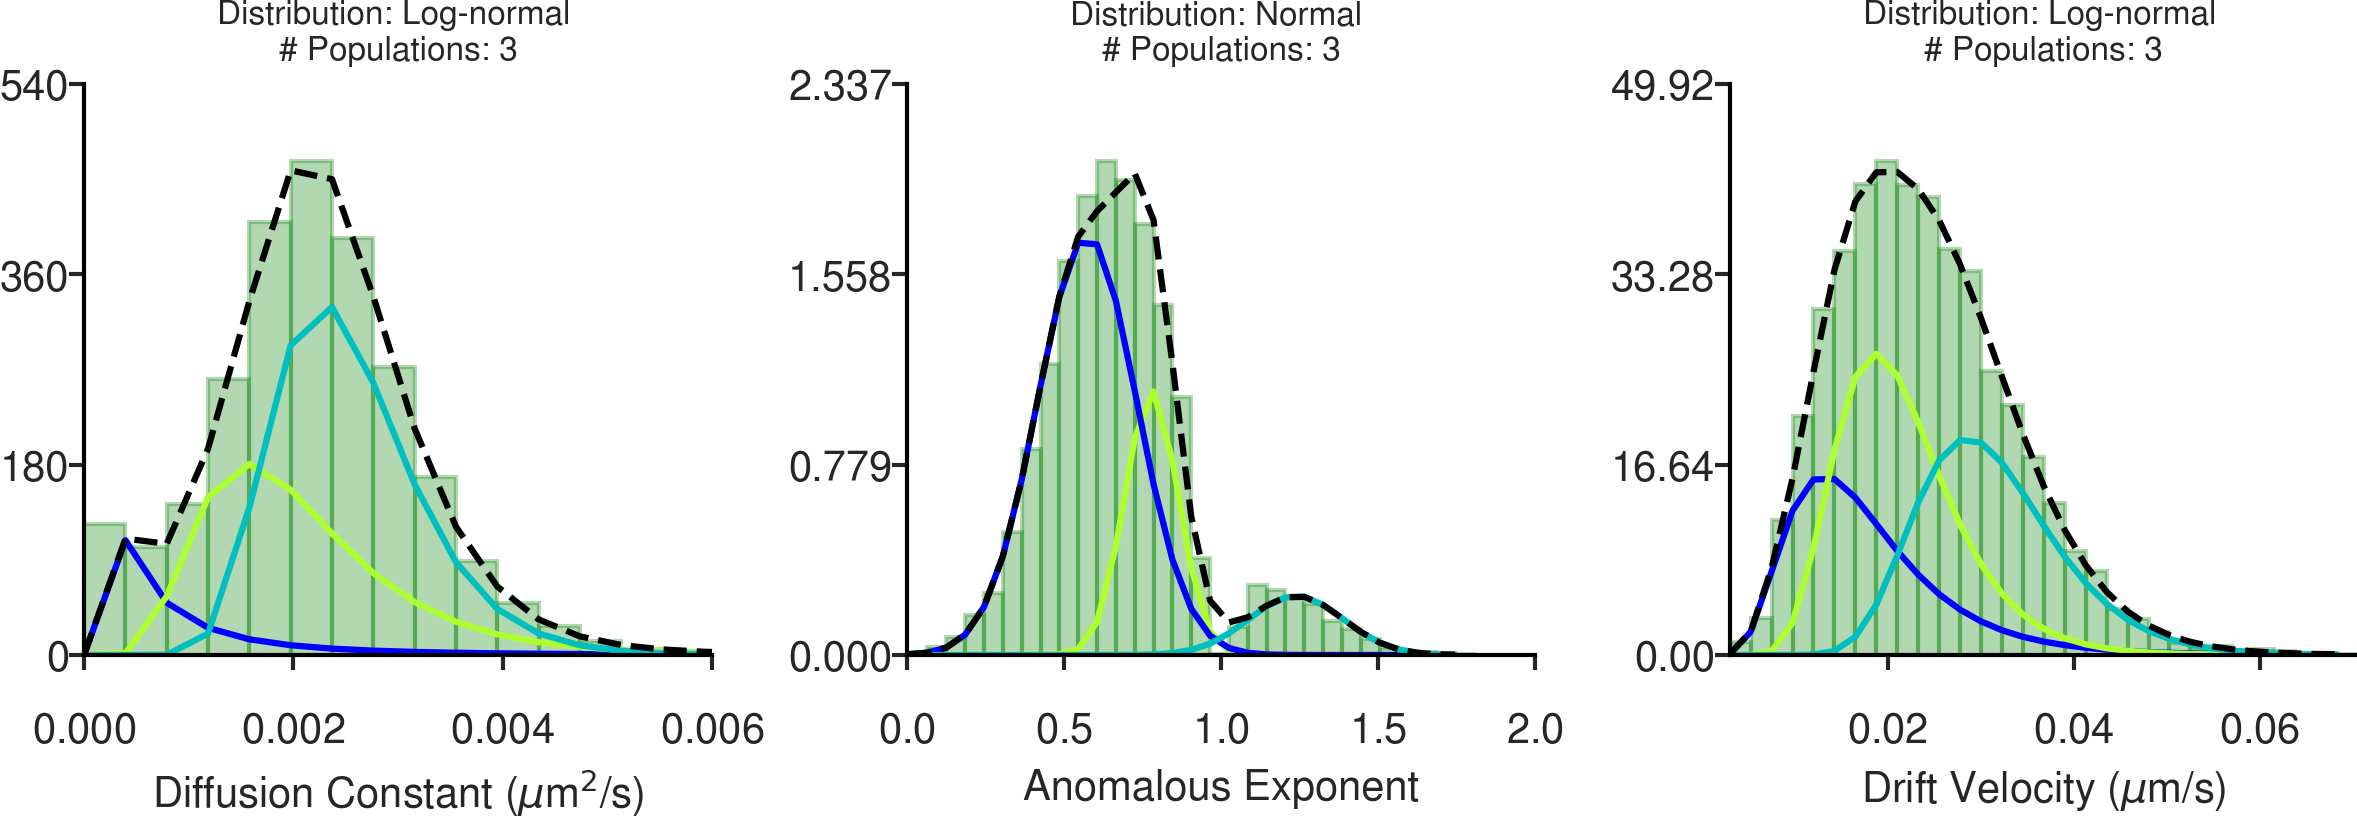 Distribution: Log-normal
# Populations: 3
540
360
180
0
0.000 0.002 0.004 0.006
Diffusion Constant (μm²/s)
Distribution: Normal
# Populations: 3
2.337
1.558
0.779
0.000
0.0 0.5 1.0 1.5 2.0
Anomalous Exponent
Distribution: Log-normal
# Populations: 3
49.92
33.28
16.64
0.00
0.02 0.04 0.06
Drift Velocity (μm/s)